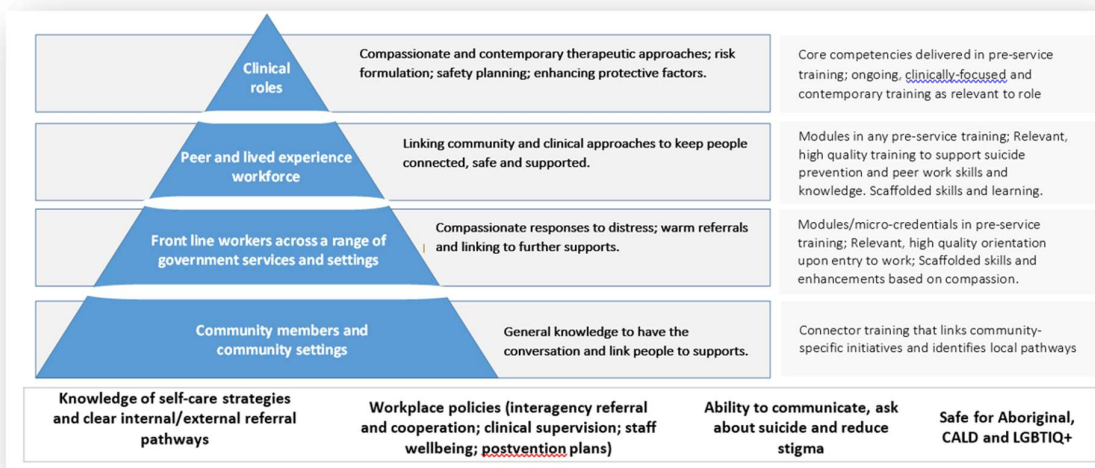 Clinical
roles
Compassionate and contemporary therapeutic approaches; risk
formulation; safety planning; enhancing protective factors.
Core competencies delivered in pre-service
training; ongoing, clinically-focused and
contemporary training as relevant to role
Peer and lived experience
workforce
Linking community and clinical approaches to keep people
connected, safe and supported.
Modules in any pre-service training; Relevant,
high quality training to support suicide
prevention and peer work skills and
knowledge. Scaffolded skills and learning.
Front line workers across a range of
government services and settings
Compassionate responses to distress; warm referrals
and linking to further supports.
Modules/micro-credentials in pre-service
training; Relevant, high quality orientation
upon entry to work; Scaffolded skills and
enhancements based on compassion.
Community members and
community settings
General knowledge to have the
conversation and link people to supports.
Connector training that links community-
specific initiatives and identifies local pathways
Knowledge of self-care strategies
and clear internal/external referral
pathways
Workplace policies (interagency referral
and cooperation; clinical supervision; staff
wellbeing; postvention plans)
Ability to communicate, ask
about suicide and reduce
stigma
Safe for Aboriginal,
CALD and LGBTIQ+